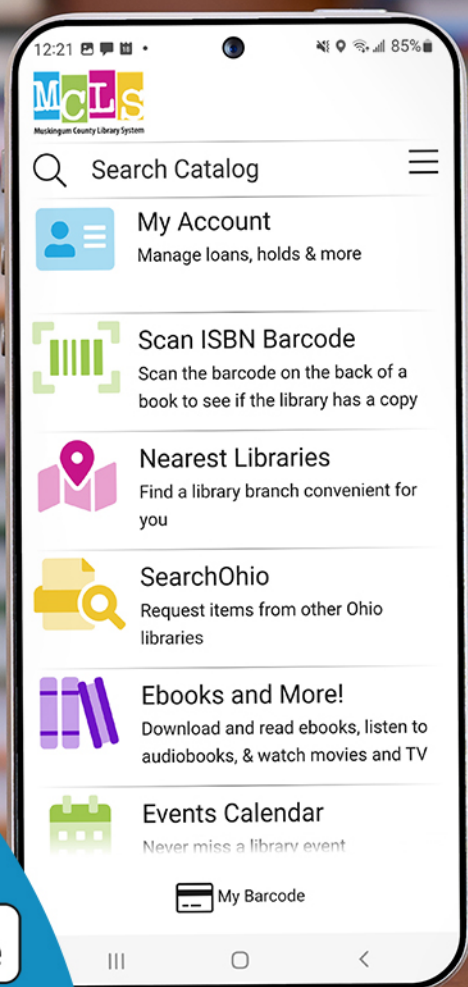 12:21
85%
MCLS
Muskingum County Library System
Search Catalog
My Account
Manage loans, holds & more
Scan ISBN Barcode
Scan the barcode on the back of a
book to see if the library has a copy
Nearest Libraries
Find a library branch convenient for
you
SearchOhio
Request items from other Ohio
libraries
Ebooks and More!
Download and read ebooks, listen to
audiobooks, & watch movies and TV
Events Calendar
Never miss a library event
My Barcode